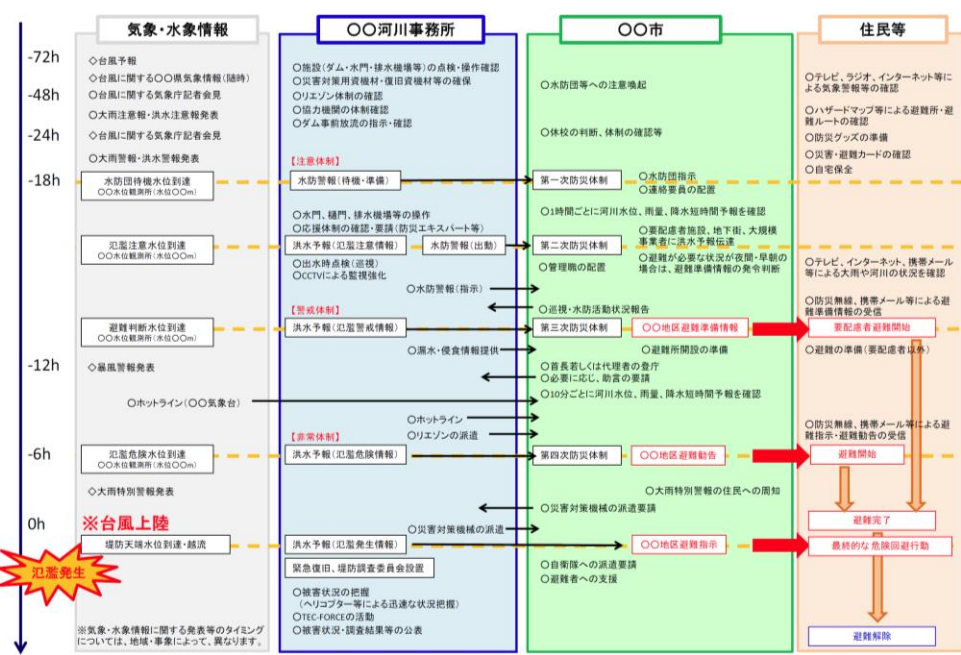 気象・水象情報
○○河川事務所
○○市
住民等
-72h
-48h
-24h
-18h
-12h
-6h
0h
◇台風予報
◇台風に関する○○県気象情報(随時)
◇台風に関する気象庁記者会見
○大雨注意報・洪水注意報発表
◇台風に関する気象庁記者会見
○大雨警報・洪水警報発表
水防団待機水位到達
○○水位観測所(水位○○m)
氾濫注意水位到達
○○水位観測所(水位○○m)
避難判断水位到達
○○水位観測所(水位○○m)
◇暴風警報発表
○ホットライン(○○気象台)
氾濫危険水位到達
○○水位観測所(水位○○m)
◇大雨特別警報発表
※台風上陸
堤防天端水位到達・越流
氾濫発生
※気象・水象情報に関する発表等のタイミング
については、地域・事象によって、異なります。
○施設(ダム・水門・排水機場等)の点検・操作確認
○災害対策用資機材・復旧資機材等の確保
○リエゾン体制の確認
○協力機関の体制確認
○ダム事前放流の指示・確認
【注意体制】
水防警報(待機・準備)
○水門、樋門、排水機場等の操作
○応援体制の確認・要請(防災エキスパート等)
洪水予報(氾濫注意情報)
水防警報(出動)
○出水時点検(巡視)
○CCTVによる監視強化
○水防警報(指示)
【警戒体制】
洪水予報(氾濫警戒情報)
○漏水・侵食情報提供
○ホットライン
○リエゾンの派遣
【非常体制】
洪水予報(氾濫危険情報)
○災害対策機械の派遣
洪水予報(氾濫発生情報)
緊急復旧、堤防調査委員会設置
○被害状況の把握
(ヘリコプター等による迅速な状況把握)
○TEC-FORCEの活動
○被害状況・調査結果等の公表
○水防団等への注意喚起
○休校の判断、体制の確認等
第一次防災体制
○水防団指示
○連絡要員の配置
○1時間ごとに河川水位、雨量、降水短時間予報を確認
第二次防災体制
○要配慮者施設、地下街、大規模
事業者に洪水予報伝達
○管理職の配置
○避難が必要な状況が夜間・早朝の
場合は、避難準備情報の発令判断
○巡視・水防活動状況報告
第三次防災体制
○○地区避難準備情報
○避難所開設の準備
○首長若しくは代理者の登庁
○必要に応じ、助言の要請
○10分ごとに河川水位、雨量、降水短時間予報を確認
第四次防災体制
○○地区避難勧告
○大雨特別警報の住民への周知
○災害対策機械の派遣要請
○○地区避難指示
○自衛隊への派遣要請
○避難者への支援
○テレビ、ラジオ、インターネット等に
よる気象警報等の確認
○ハザードマップ等による避難所・避
難ルートの確認
○防災グッズの準備
○災害・避難カードの確認
○自宅保全
○テレビ、インターネット、携帯メール
等による大雨や河川の状況を確認
○防災無線、携帯メール等による避
難準備情報の受信
要配慮者避難開始
○避難の準備(要配慮者以外)
○防災無線、携帯メール等による避
難指示・避難勧告の受信
避難開始
避難完了
最終的な危険回避行動
避難解除